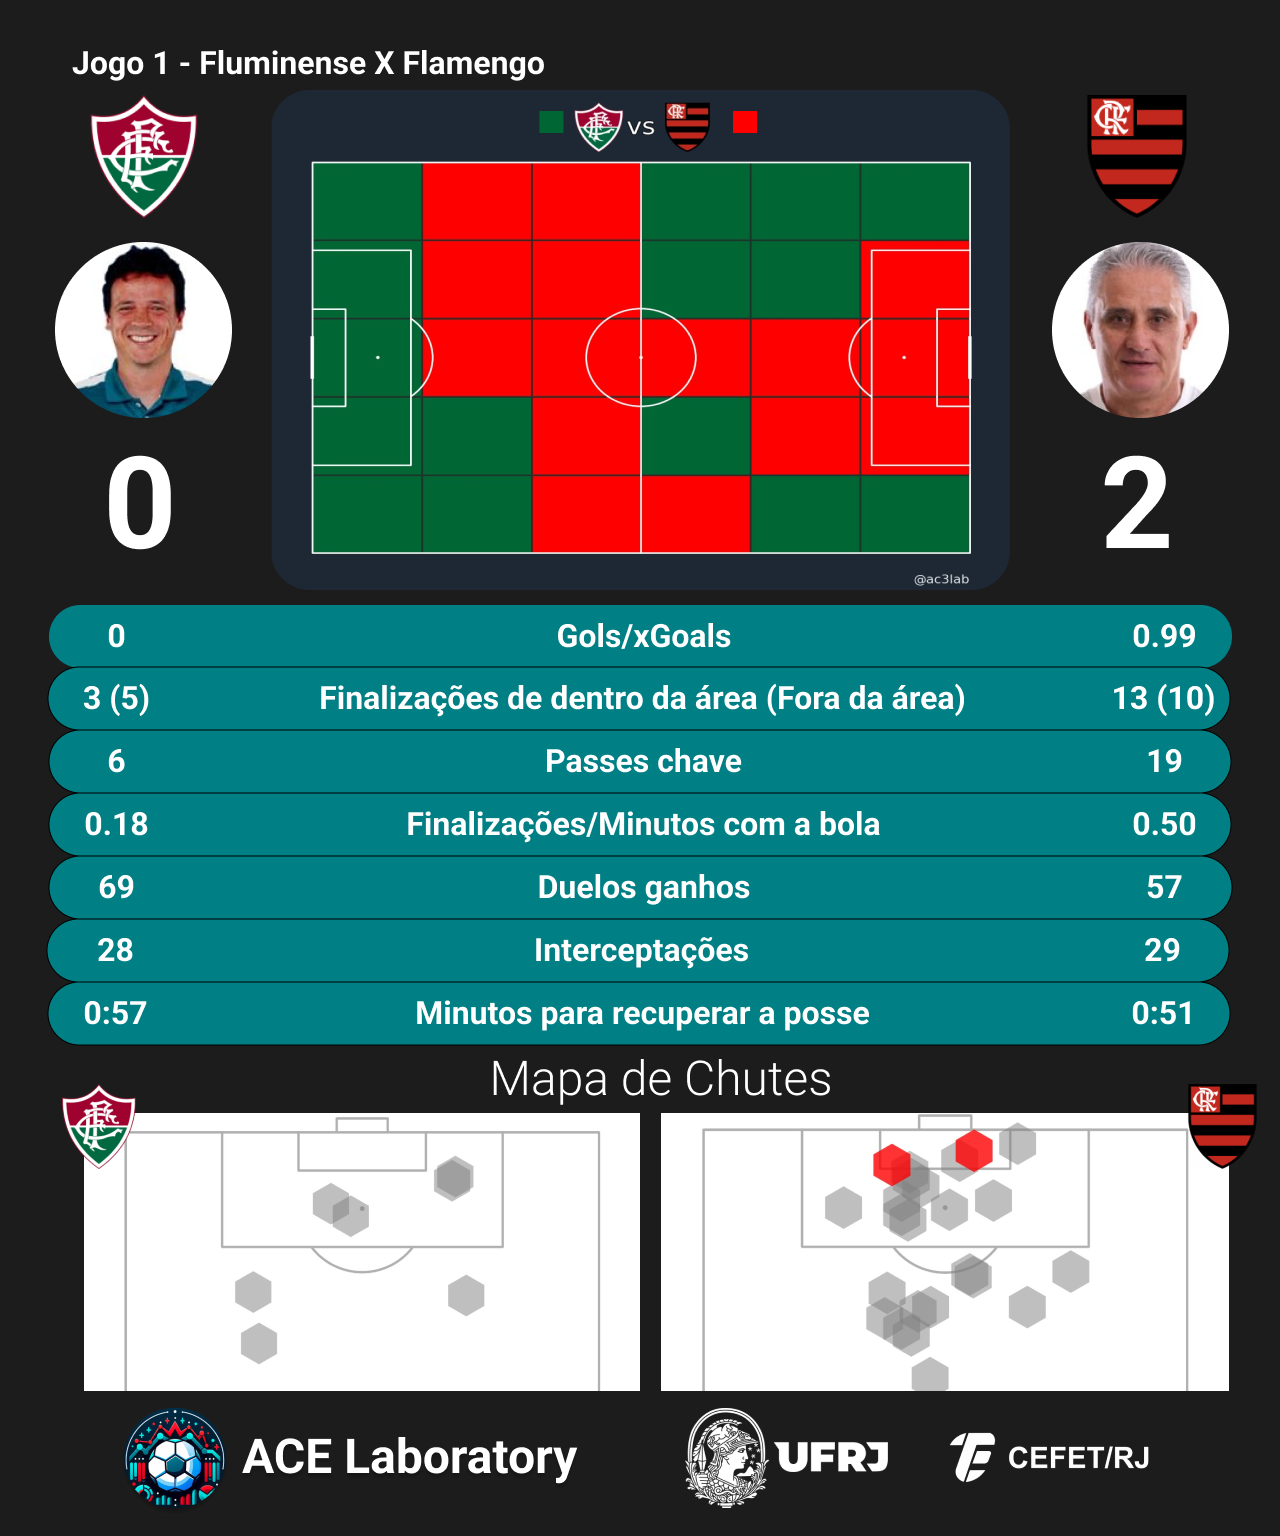 Jogo 1 - Fluminense X Flamengo
vs
0
2
@ac3lab
0 Gols/xGoals 0.99
3 (5) Finalizações de dentro da área (Fora da área) 13 (10)
6 Passes chave 19
0.18 Finalizações/Minutos com a bola 0.50
69 Duelos ganhos 57
28 Interceptações 29
0:57 Minutos para recuperar a posse 0:51
Mapa de Chutes
ACE Laboratory
UFRJ
CEFET/RJ